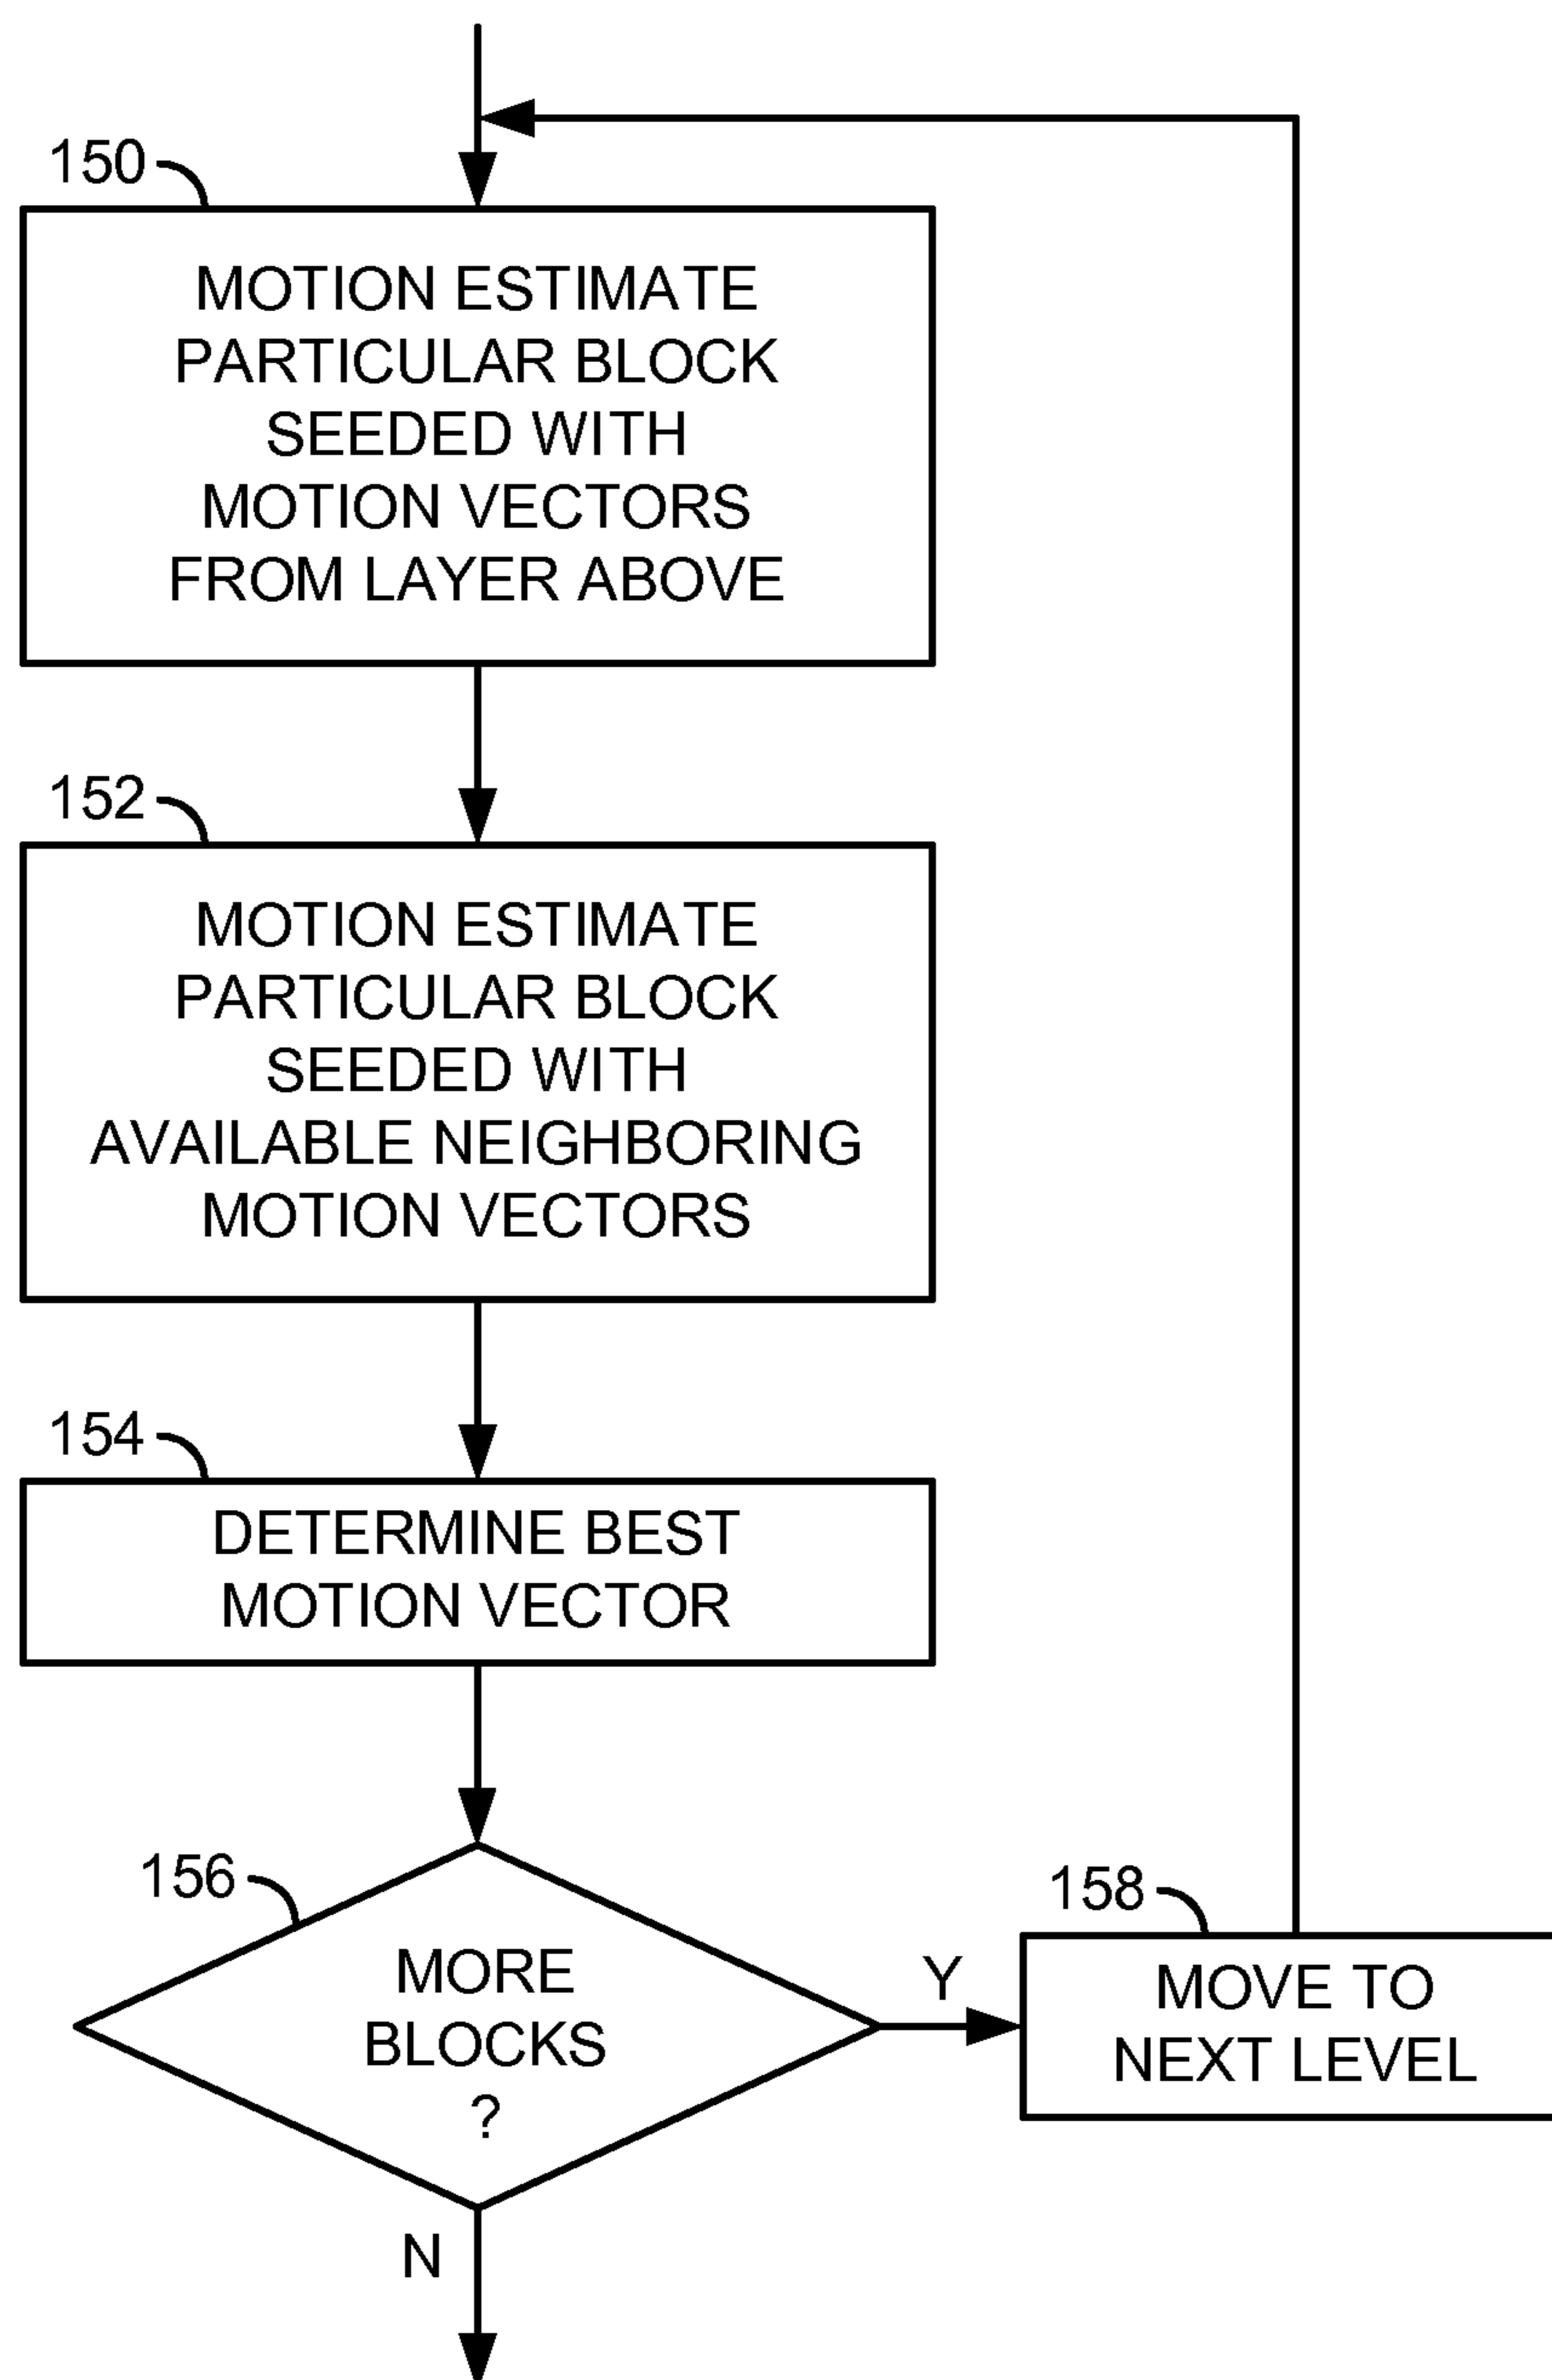 150
MOTION ESTIMATE
PARTICULAR BLOCK
SEEDED WITH
MOTION VECTORS
FROM LAYER ABOVE
152
MOTION ESTIMATE
PARTICULAR BLOCK
SEEDED WITH
AVAILABLE NEIGHBORING
MOTION VECTORS
154
DETERMINE BEST
MOTION VECTOR
156
MORE
BLOCKS
?
Y
158
MOVE TO
NEXT LEVEL
N